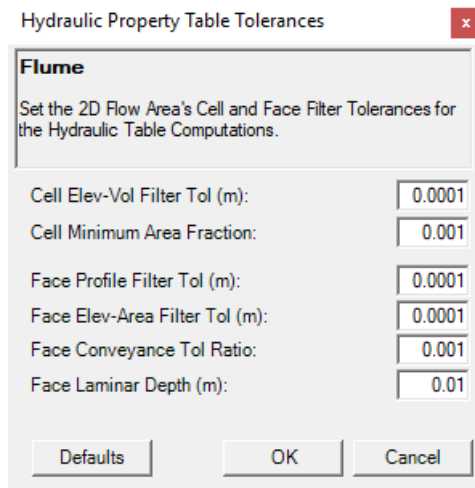 Hydraulic Property Table Tolerances x
Flume
Set the 2D Flow Area's Cell and Face Filter Tolerances for
the Hydraulic Table Computations.
Cell Elev-Vol Filter Tol (m): 0.0001
Cell Minimum Area Fraction: 0.001
Face Profile Filter Tol (m): 0.0001
Face Elev-Area Filter Tol (m): 0.0001
Face Conveyance Tol Ratio: 0.001
Face Laminar Depth (m): 0.01
Defaults OK Cancel